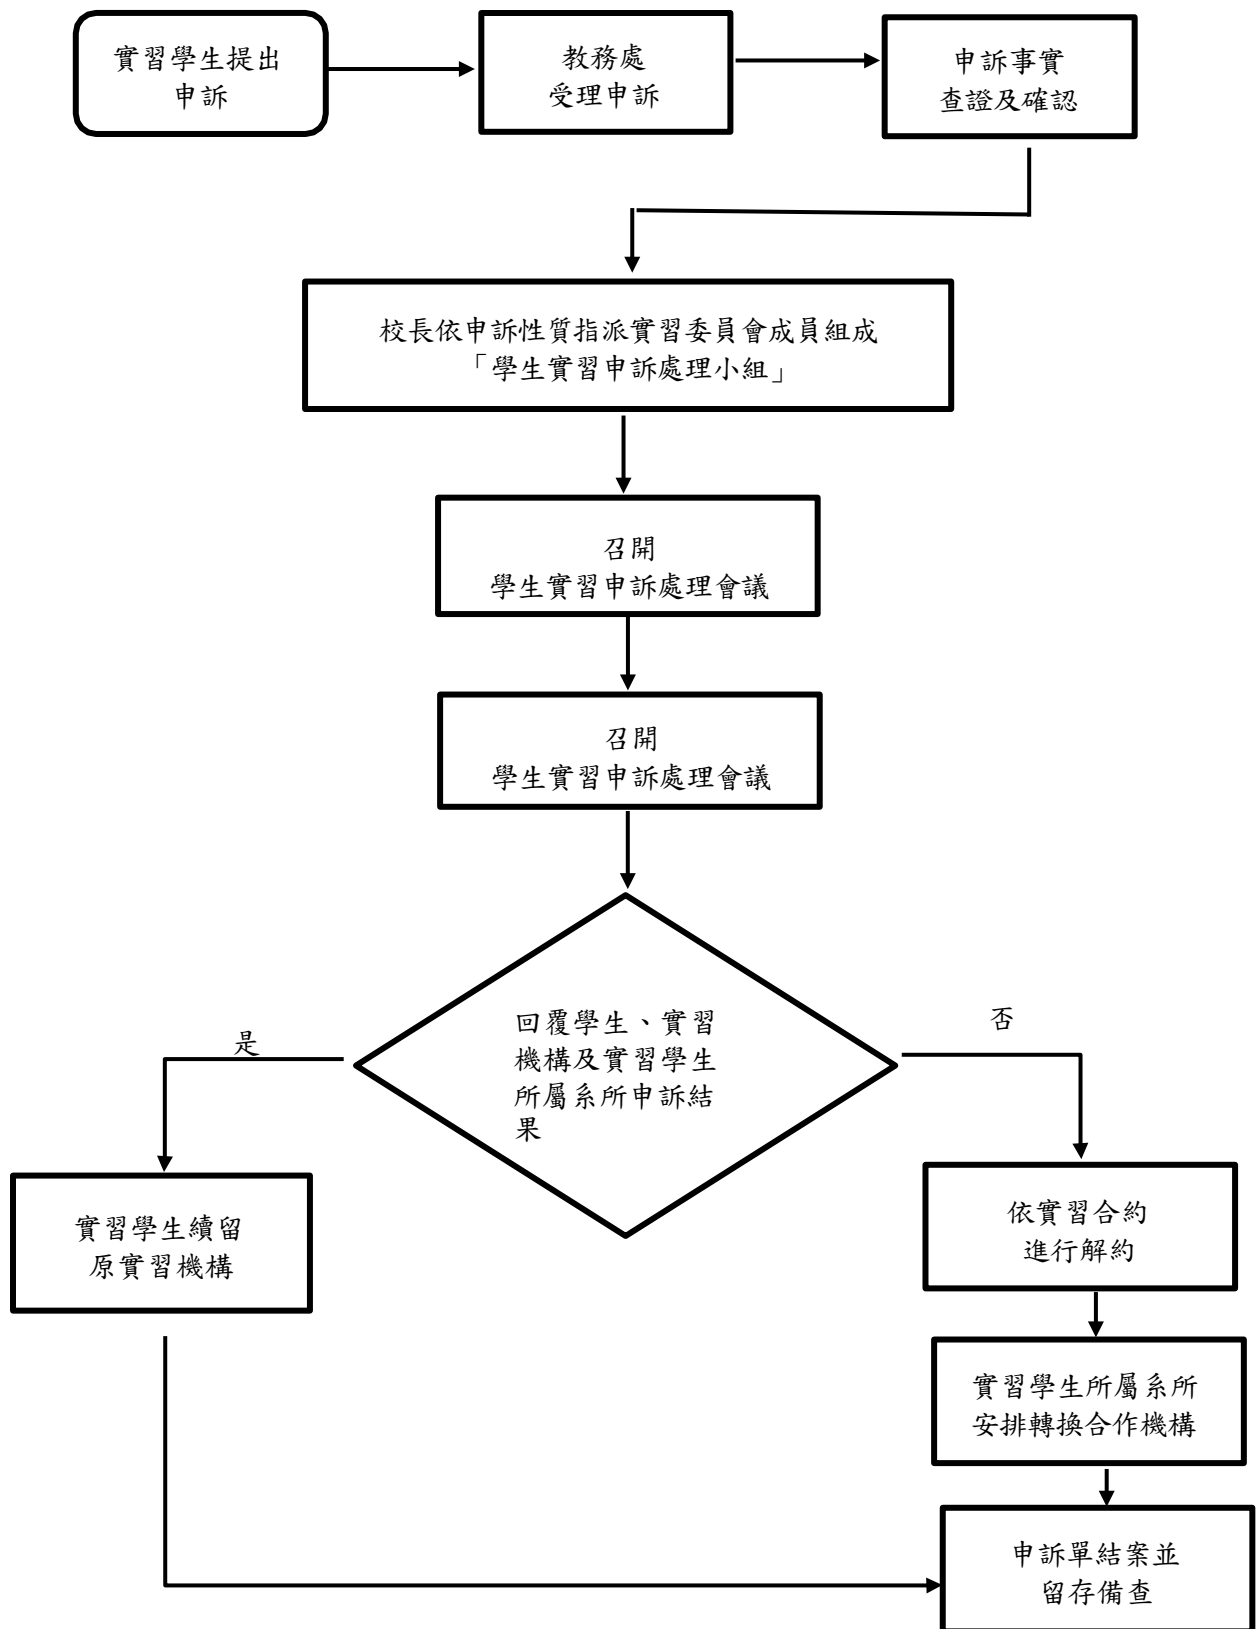 實習學生提出
申訴
教務處
受理申訴
申訴事實
查證及確認
校長依申訴性質指派實習委員會成員組成
「學生實習申訴處理小組」
召開
學生實習申訴處理會議
召開
學生實習申訴處理會議
回覆學生、實習
機構及實習學生
所屬系所申訴結
果
是
否
實習學生續留
原實習機構
依實習合約
進行解約
實習學生所屬系所
安排轉換合作機構
申訴單結案並
留存備查